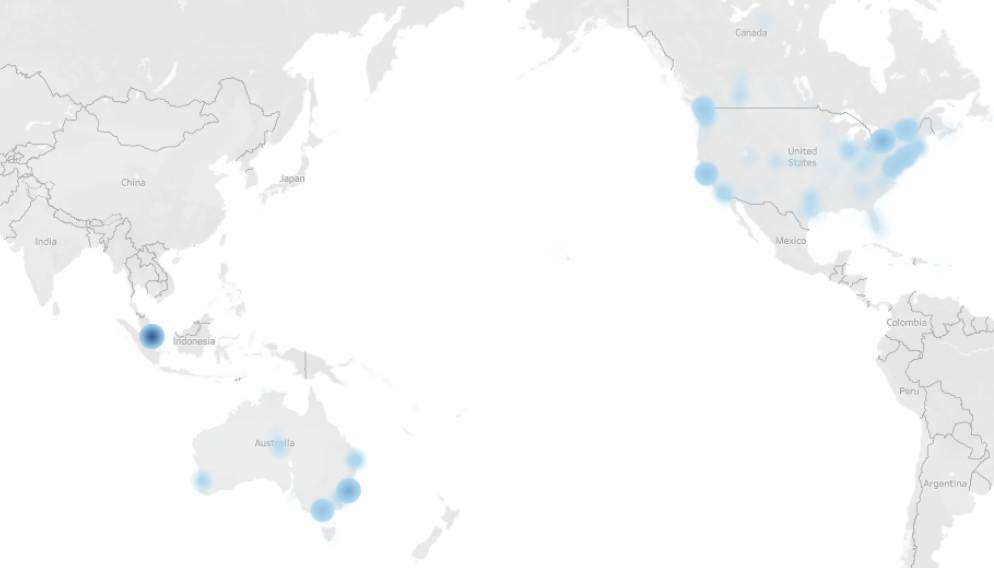 Canada
United
States
China
Japan
India
Mexico
Indonesia
Colombia
Peru
Australia
Argentina